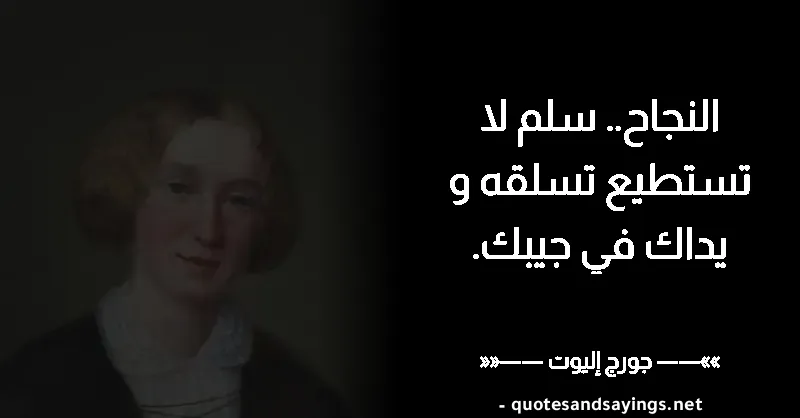 النجاح.. سلم لا
تستطيع تسلقه و
يداك في جيبك.
»»—— جورج إليوت ——««
- quotesandsayings.net